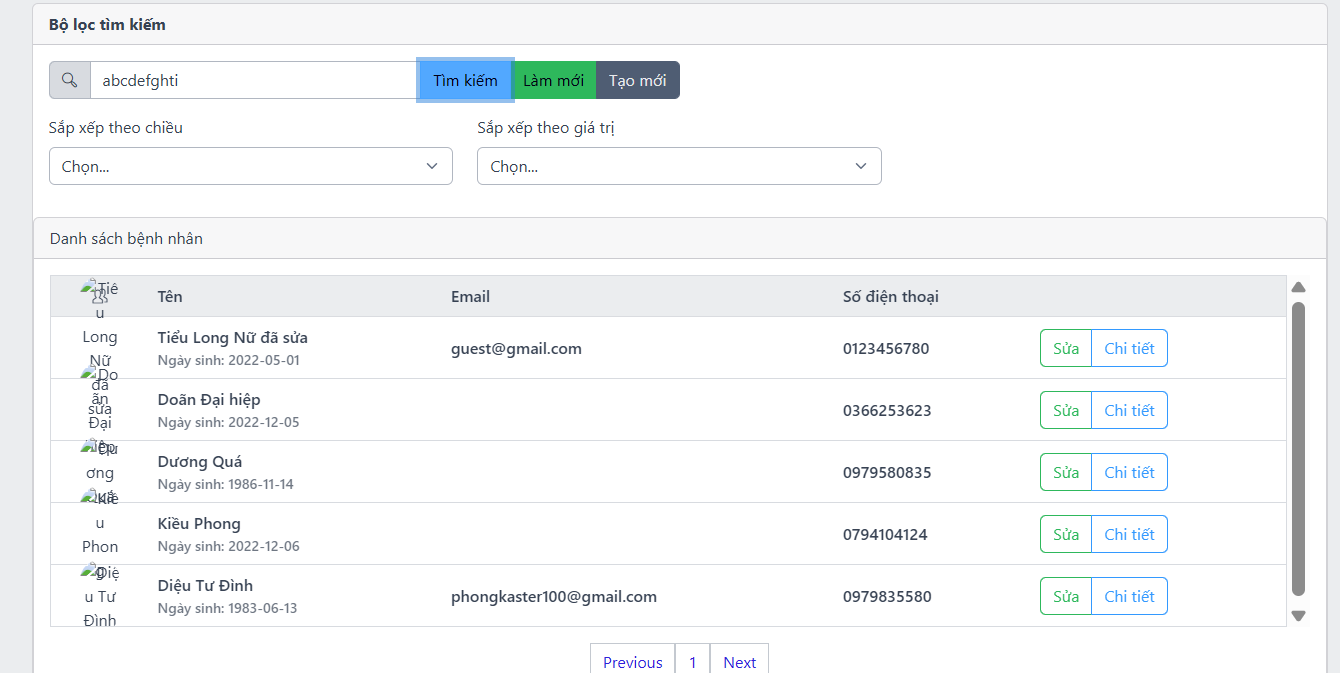 Bộ lọc tìm kiếm
abcdefghti
Tìm kiếm
Làm mới
Tạo mới
Sắp xếp theo chiều
Sắp xếp theo giá trị
Chọn...
Chọn...
Danh sách bệnh nhân
Tên
Email
Số điện thoại
Tiể
u
Long
Nữ
đã
sửa
Tiểu Long Nữ đã sửa
Ngày sinh: 2022-05-01
guest@gmail.com
0123456780
Sửa
Chi tiết
Do
ãn
Đại
hiệp
Doãn Đại hiệp
Ngày sinh: 2022-12-05
0366253623
Sửa
Chi tiết
Dư
ơng
Quá
Dương Quá
Ngày sinh: 1986-11-14
0979580835
Sửa
Chi tiết
Kiề
u
Phon
g
Kiều Phong
Ngày sinh: 2022-12-06
0794104124
Sửa
Chi tiết
Diệ
u Tư
Đình
Diệu Tư Đình
Ngày sinh: 1983-06-13
phongkaster100@gmail.com
0979835580
Sửa
Chi tiết
Previous
1
Next